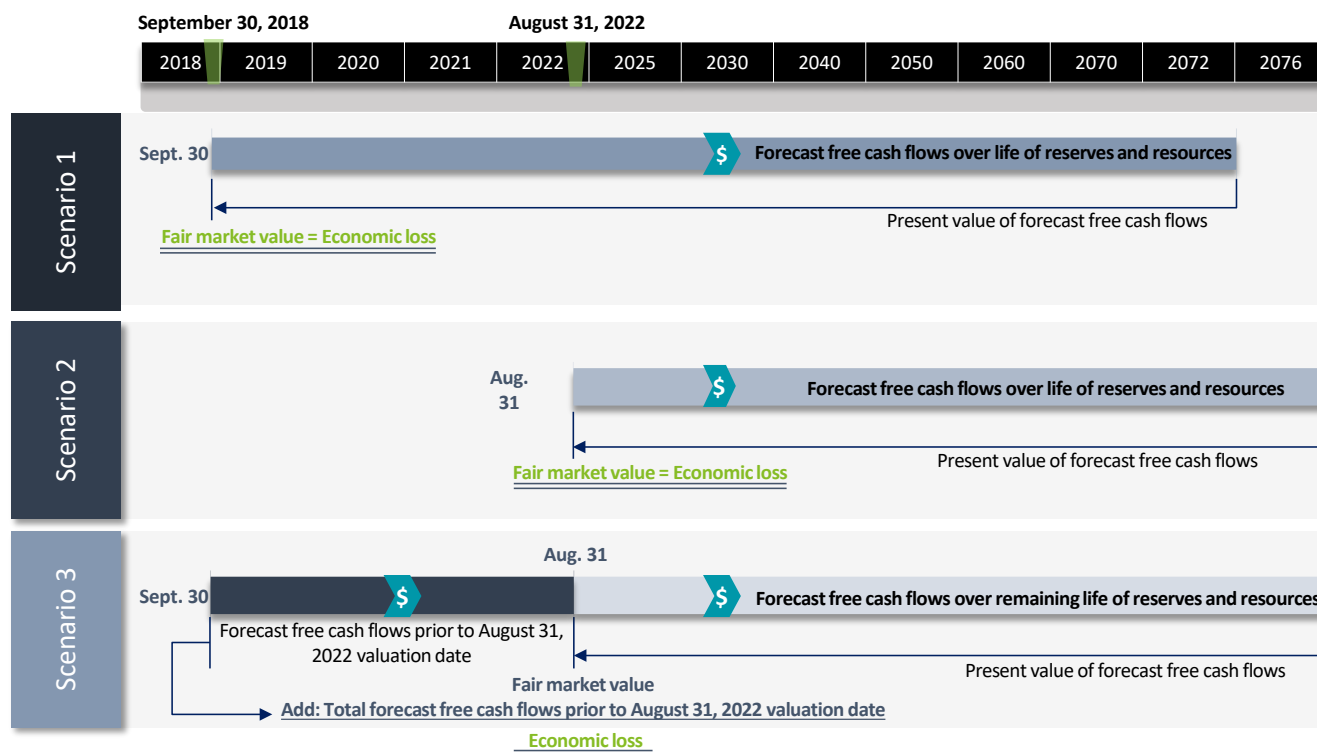 September 30, 2018
August 31, 2022
2018 2019 2020 2021 2022 2025 2030 2040 2050 2060 2070 2072 2076
Scenario 1
Sept. 30
$
Forecast free cash flows over life of reserves and resources
Present value of forecast free cash flows
Fair market value = Economic loss
Scenario 2
Aug.
31
$
Forecast free cash flows over life of reserves and resources
Present value of forecast free cash flows
Fair market value = Economic loss
Scenario 3
Aug. 31
Sept. 30
$
$
Forecast free cash flows over remaining life of reserves and resources
Forecast free cash flows prior to August 31,
2022 valuation date
Present value of forecast free cash flows
Fair market value
Add: Total forecast free cash flows prior to August 31, 2022 valuation date
Economic loss